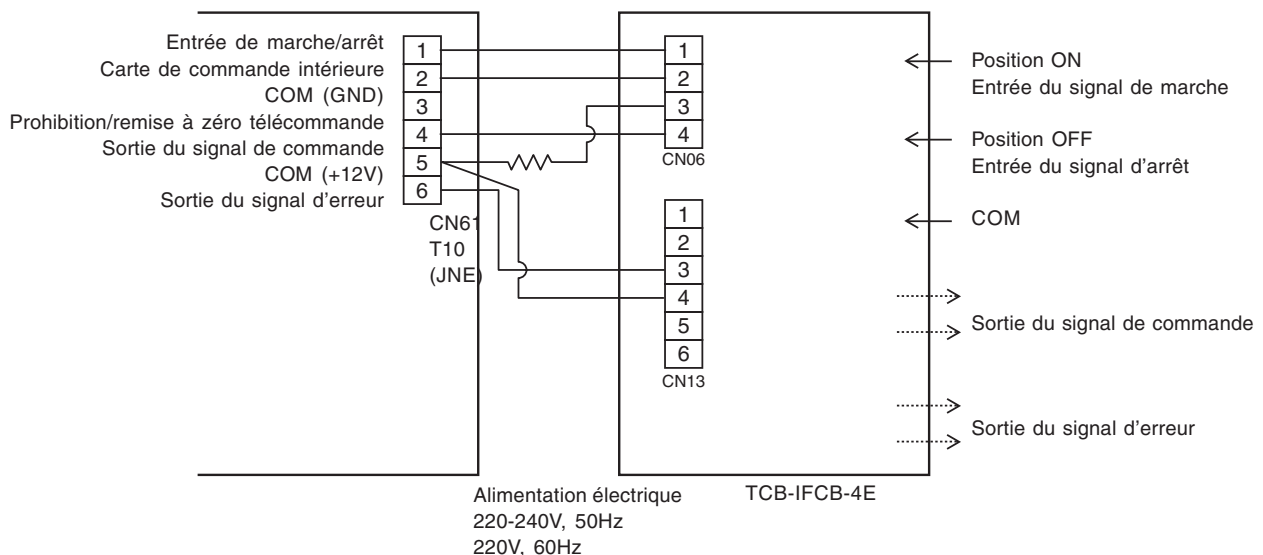 Entrée de marche/arrêt
Carte de commande intérieure
COM (GND)
Prohibition/remise à zéro télécommande
Sortie du signal de commande
COM (+12V)
Sortie du signal d'erreur
1
2
3
4
5
6
CN61
T10
(JNE)
1
2
3
4
CN06
1
2
3
4
5
6
CN13
Position ON
Entrée du signal de marche
Position OFF
Entrée du signal d'arrêt
COM
Sortie du signal de commande
Sortie du signal d'erreur
Alimentation électrique
220-240V, 50Hz
220V, 60Hz
TCB-IFCB-4E